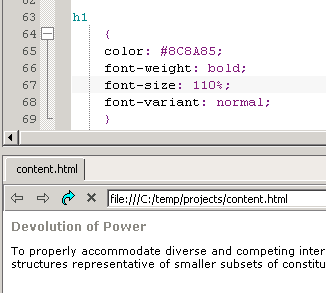 63 h1
64 {
65 color: #8C8A85;
66 font-weight: bold;
67 font-size: 110%;
68 font-variant: normal;
69 }
content.html
file:///C:/temp/projects/content.html
Devolution of Power
To properly accommodate diverse and competing inter
structures representative of smaller subsets of constitu